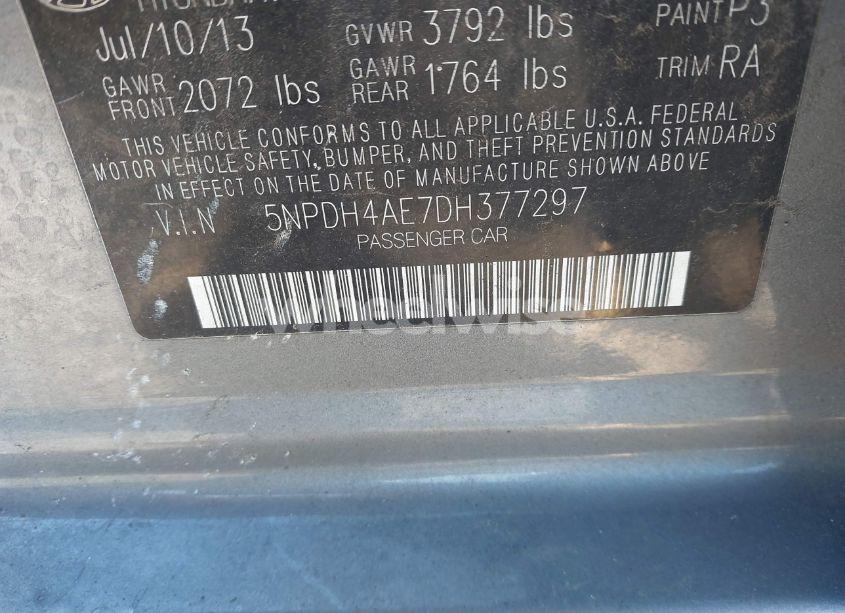 Jul/10/13 GVWR 3792 lbs PAINT P3
GAWR FRONT 2072 lbs GAWR REAR 1764 lbs TRIM RA
THIS VEHICLE CONFORMS TO ALL APPLICABLE U.S.A. FEDERAL
MOTOR VEHICLE SAFETY, BUMPER, AND THEFT PREVENTION STANDARDS
IN EFFECT ON THE DATE OF MANUFACTURE SHOWN ABOVE
V.I.N 5NPDH4AE7DH377297
PASSENGER CAR
wheelwise